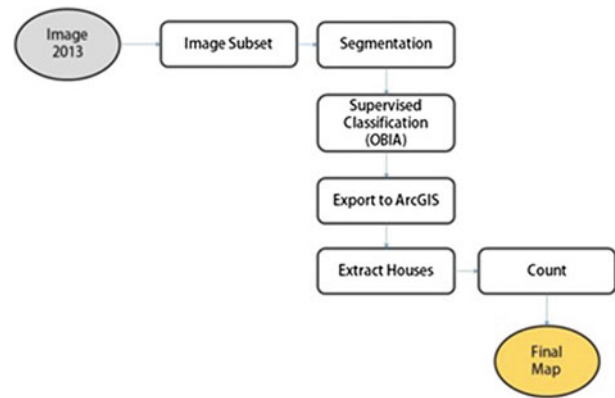 Image
2013
Image Subset
Segmentation
Supervised
Classification
(OBIA)
Export to ArcGIS
Extract Houses
Count
Final
Map